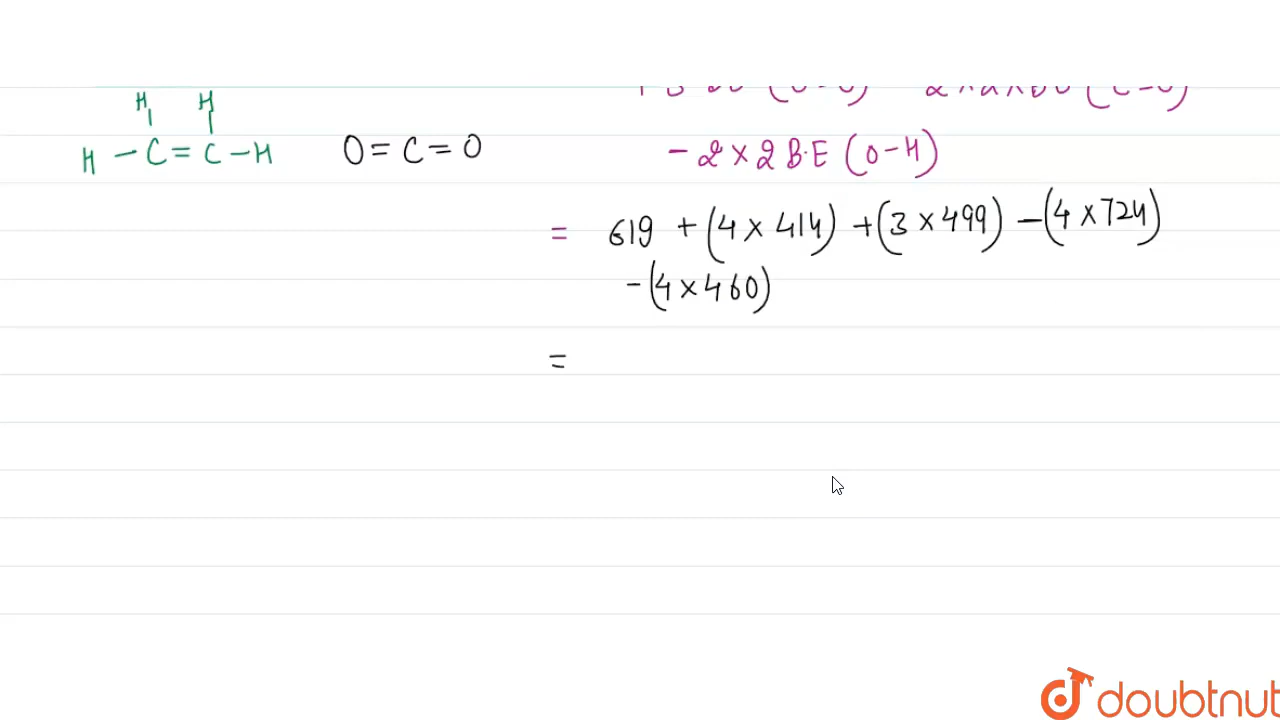 H H
H - C = C - H
O = C = O
- 2 × 2 B.E (O-H)
= 619 + (4 × 414) + (3 × 499) - (4 × 724)
- (4 × 460)
=
doubtnut